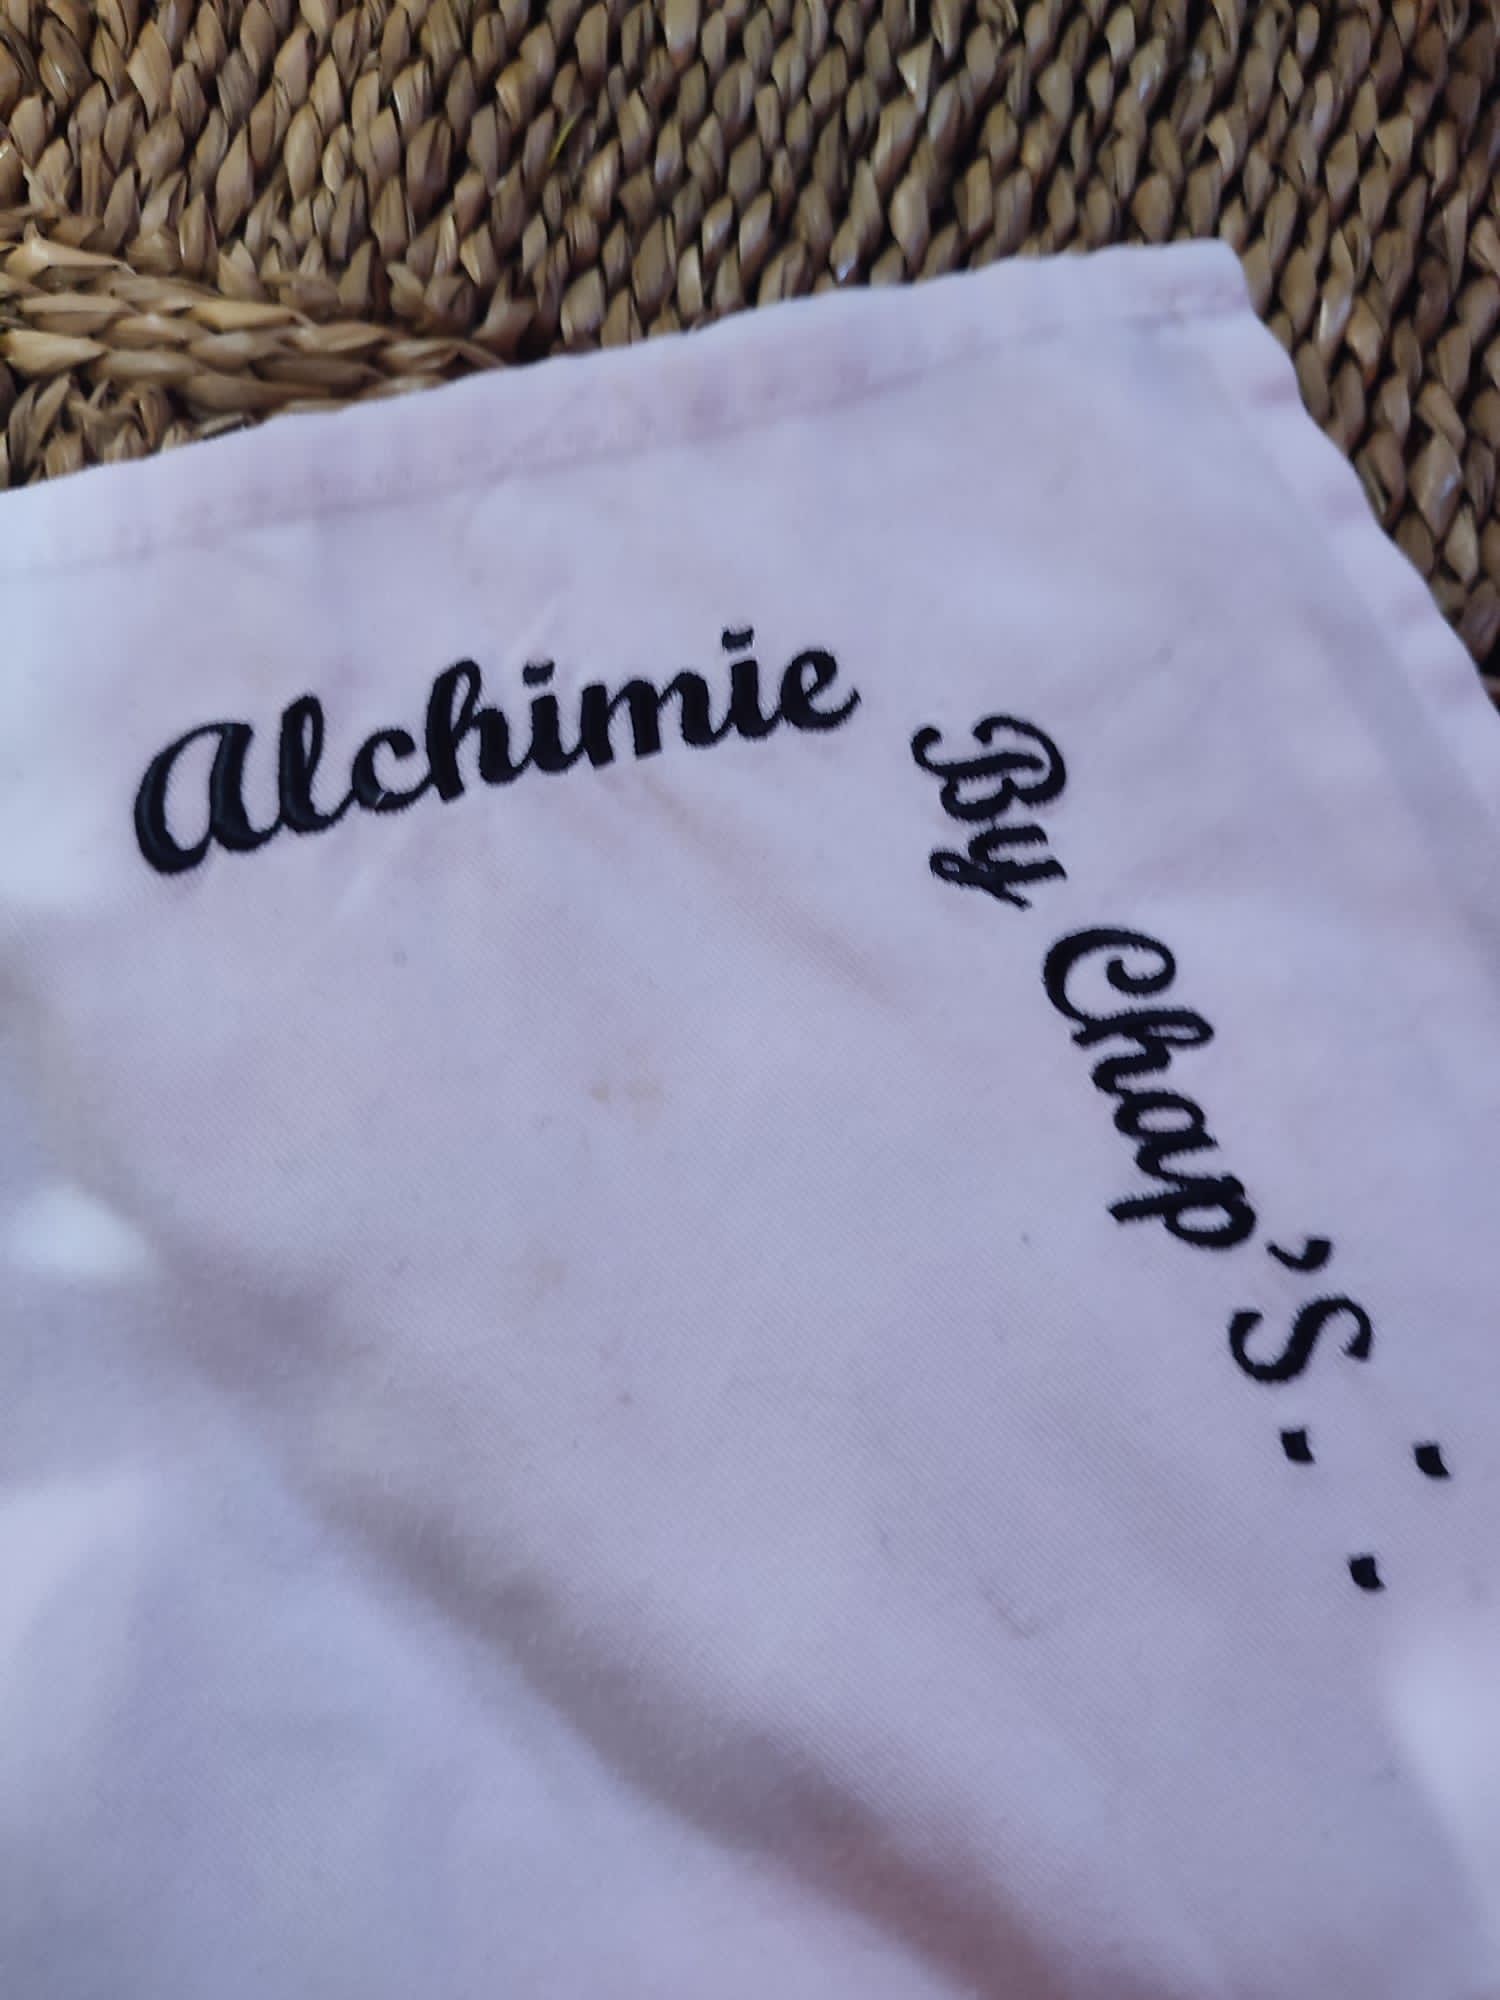 Alchimie
By Chap's ∵